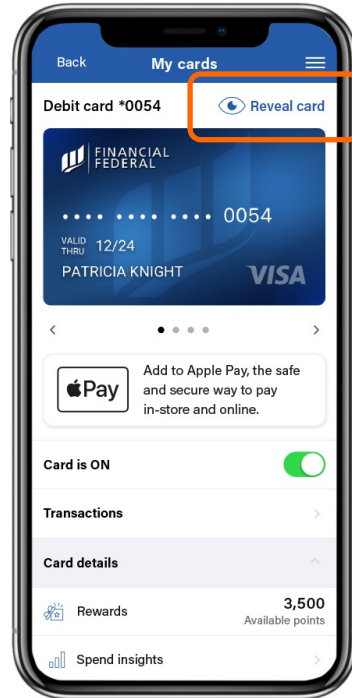 Back My cards
Debit card *0054 Reveal card
FINANCIAL
FEDERAL
•••• •••• •••• 0054
VALID
THRU 12/24
PATRICIA KNIGHT VISA
Pay
Add to Apple Pay, the safe
and secure way to pay
in-store and online.
Card is ON
Transactions
Card details
Rewards 3,500
Available points
Spend insights